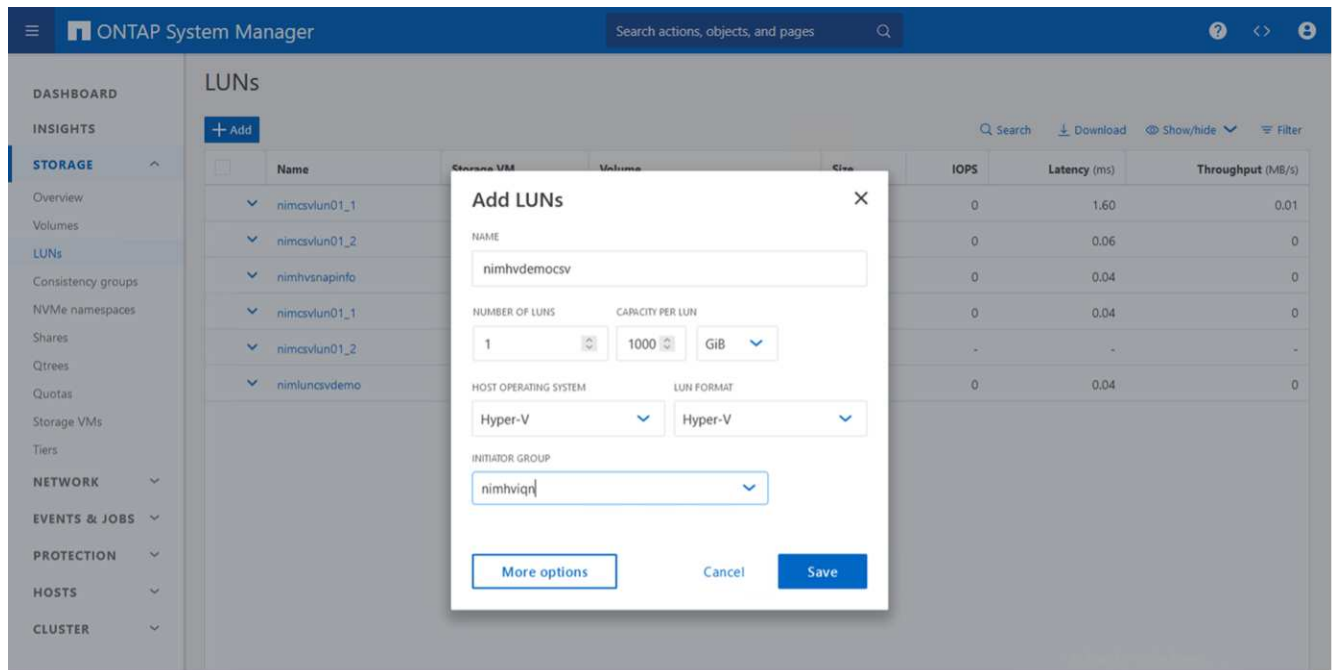 ONTAP System Manager
Search actions, objects, and pages
DASHBOARD
INSIGHTS
STORAGE
Overview
Volumes
LUNs
Consistency groups
NVMe namespaces
Shares
Qtrees
Quotas
Storage VMs
Tiers
NETWORK
EVENTS & JOBS
PROTECTION
HOSTS
CLUSTER
LUNs
+ Add
Search Download Show/hide Filter
Name Storage VM Volume Size IOPS Latency (ms) Throughput (MB/s)
nimcsvlun01_1 0 1.60 0.01
nimcsvlun01_2 0 0.06 0
nimhvsnapinfo 0 0.04 0
nimcsvlun01_1 0 0.04 0
nimcsvlun01_2 - - -
nimluncsvdemo 0 0.04 0
Add LUNs
NAME
nimhvdemocsv
NUMBER OF LUNS CAPACITY PER LUN
1 1000 GiB
HOST OPERATING SYSTEM LUN FORMAT
Hyper-V Hyper-V
INITIATOR GROUP
nimhviqn
More options Cancel Save